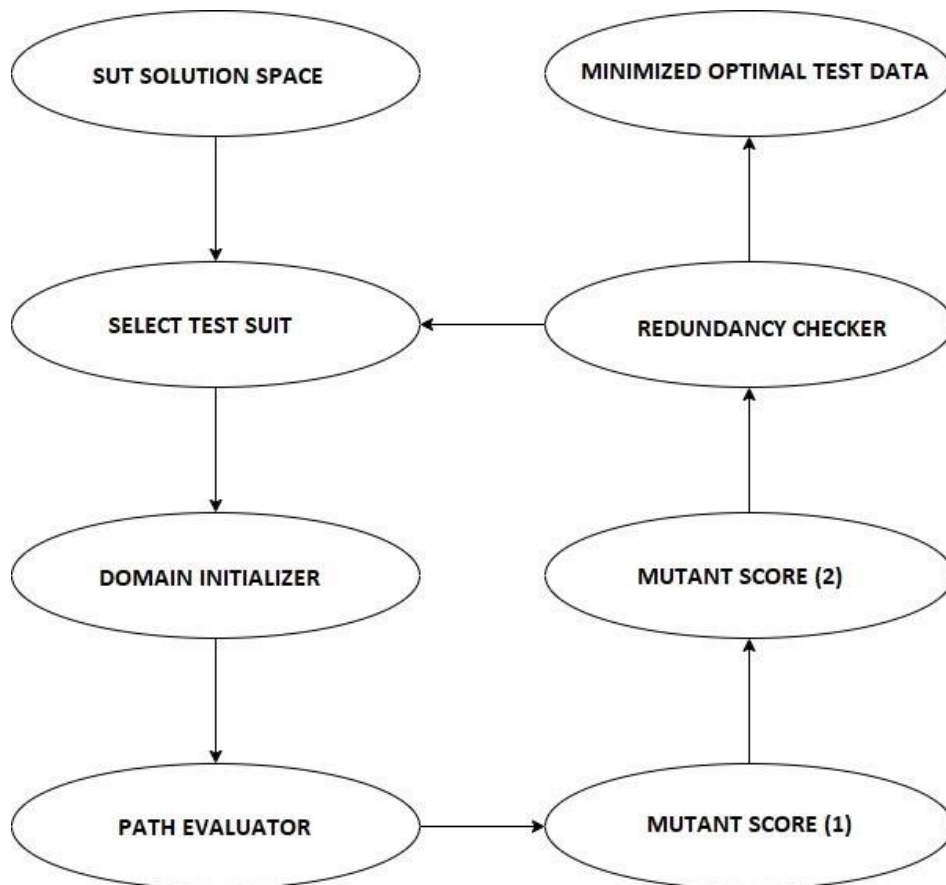 SUT SOLUTION SPACE
MINIMIZED OPTIMAL TEST DATA
SELECT TEST SUIT
REDUNDANCY CHECKER
DOMAIN INITIALIZER
MUTANT SCORE (2)
PATH EVALUATOR
MUTANT SCORE (1)